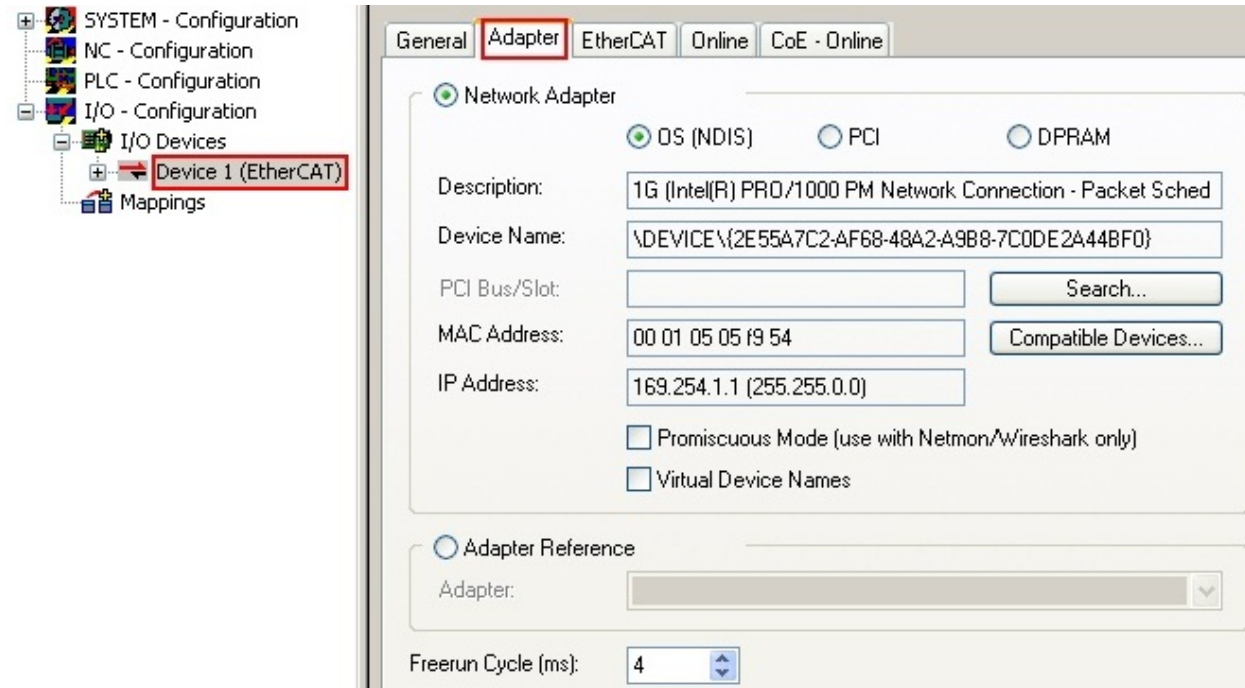 SYSTEM - Configuration
NC - Configuration
PLC - Configuration
I/O - Configuration
I/O Devices
Device 1 (EtherCAT)
Mappings
General Adapter EtherCAT Online CoE - Online
Network Adapter
OS (NDIS) PCI DPRAM
Description: 1G (Intel(R) PRO/1000 PM Network Connection - Packet Sched
Device Name: \DEVICE\{2E55A7C2-AF68-48A2-A9B8-7C0DE2A44BF0}
PCI Bus/Slot: Search...
MAC Address: 00 01 05 05 f9 54 Compatible Devices...
IP Address: 169.254.1.1 (255.255.0.0)
Promiscuous Mode (use with Netmon/Wireshark only)
Virtual Device Names
Adapter Reference
Adapter:
Freerun Cycle (ms): 4